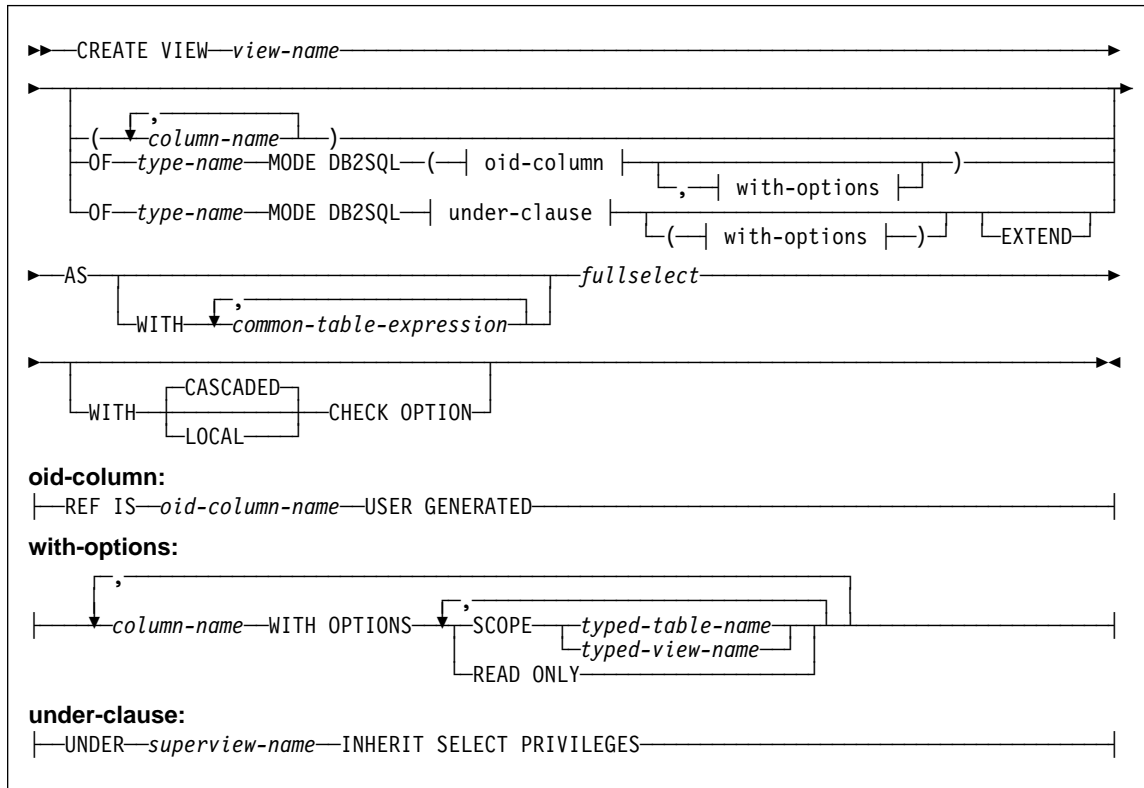 CREATE VIEW view-name
,
( column-name )
OF type-name MODE DB2SQL ( oid-column )
, with-options
OF type-name MODE DB2SQL under-clause
( with-options ) EXTEND
AS fullselect
,
WITH common-table-expression
CASCADED
WITH CHECK OPTION
LOCAL
oid-column:
REF IS oid-column-name USER GENERATED
with-options:
,
,
column-name WITH OPTIONS SCOPE typed-table-name
typed-view-name
READ ONLY
under-clause:
UNDER superview-name INHERIT SELECT PRIVILEGES